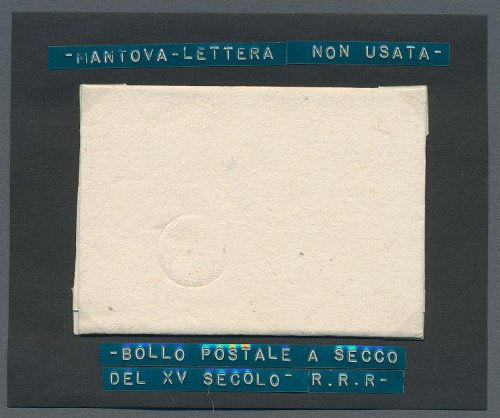 -MANTOVA-LETTERA NON USATA-
-BOLLO POSTALE A SECCO
DEL XV SECOLO- R.R.R-